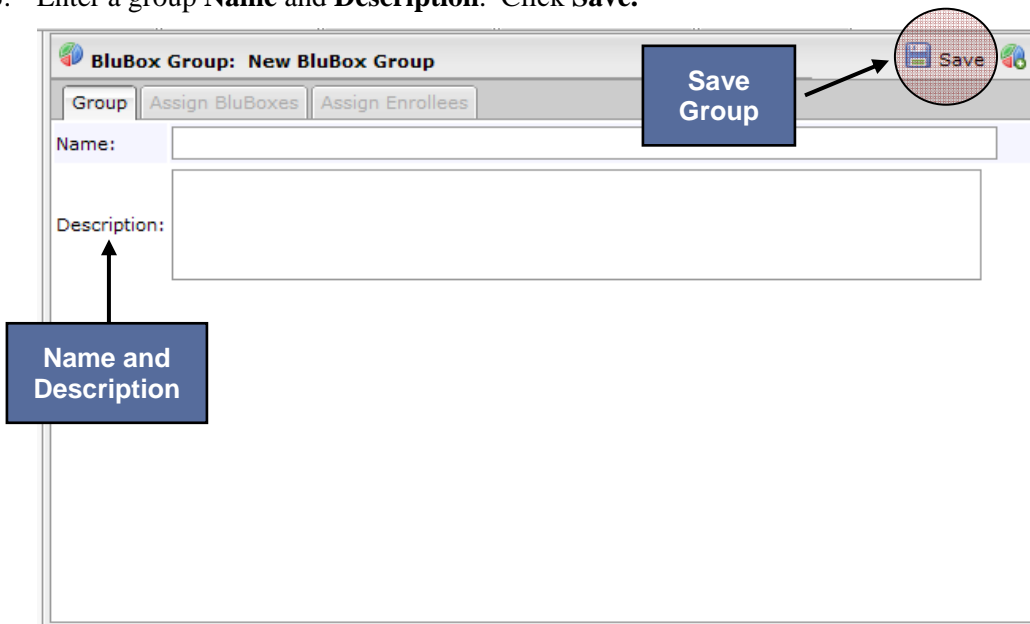 Enter a group Name and Description. Click Save.
BluBox Group: New BluBox Group
Save
Save
Group
Group
Assign BluBoxes
Assign Enrollees
Name:
Description:
Name and
Description